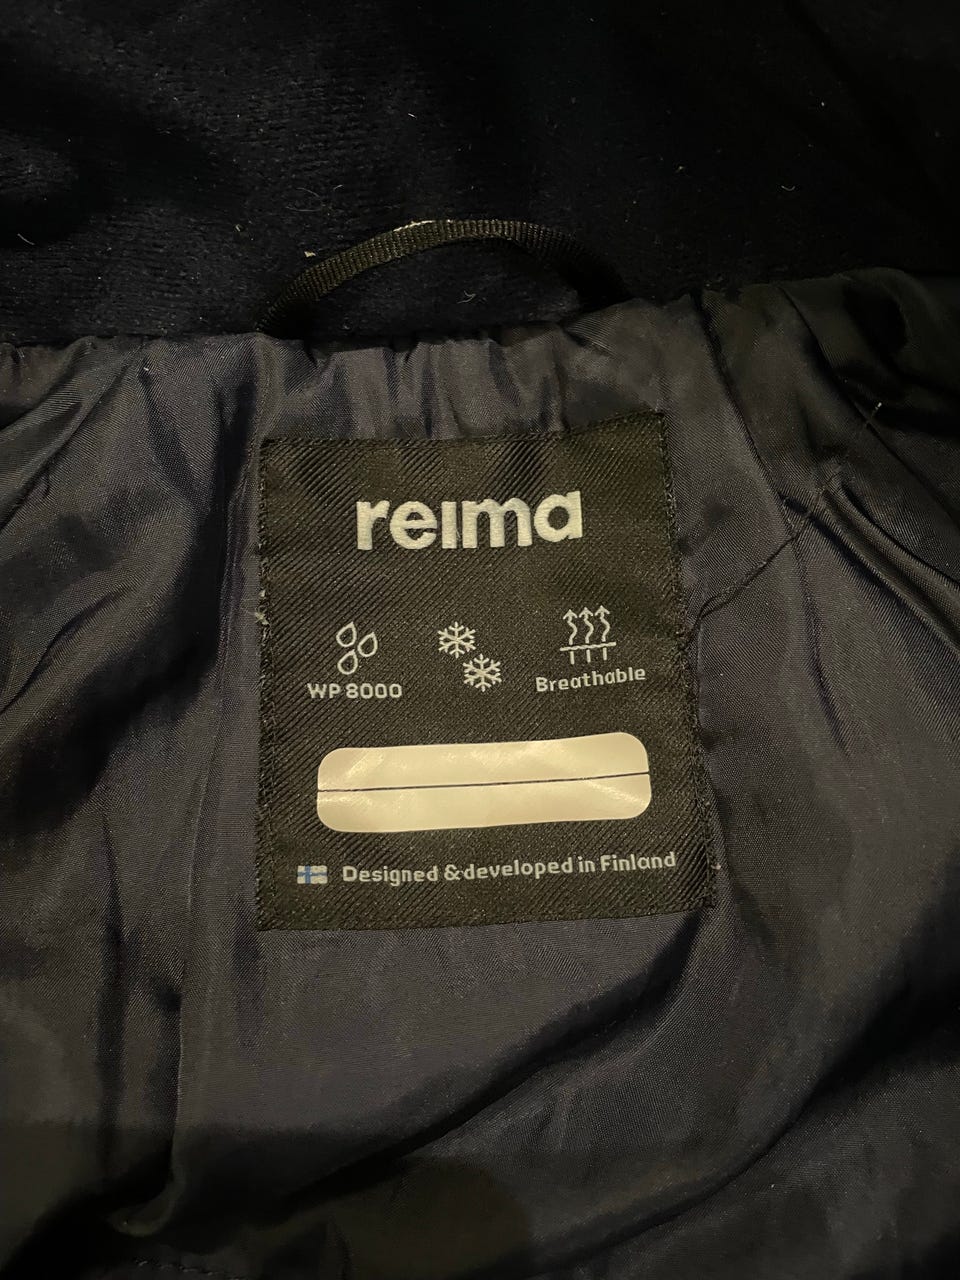 reima
WP 8000
Breathable
Designed & developed in Finland